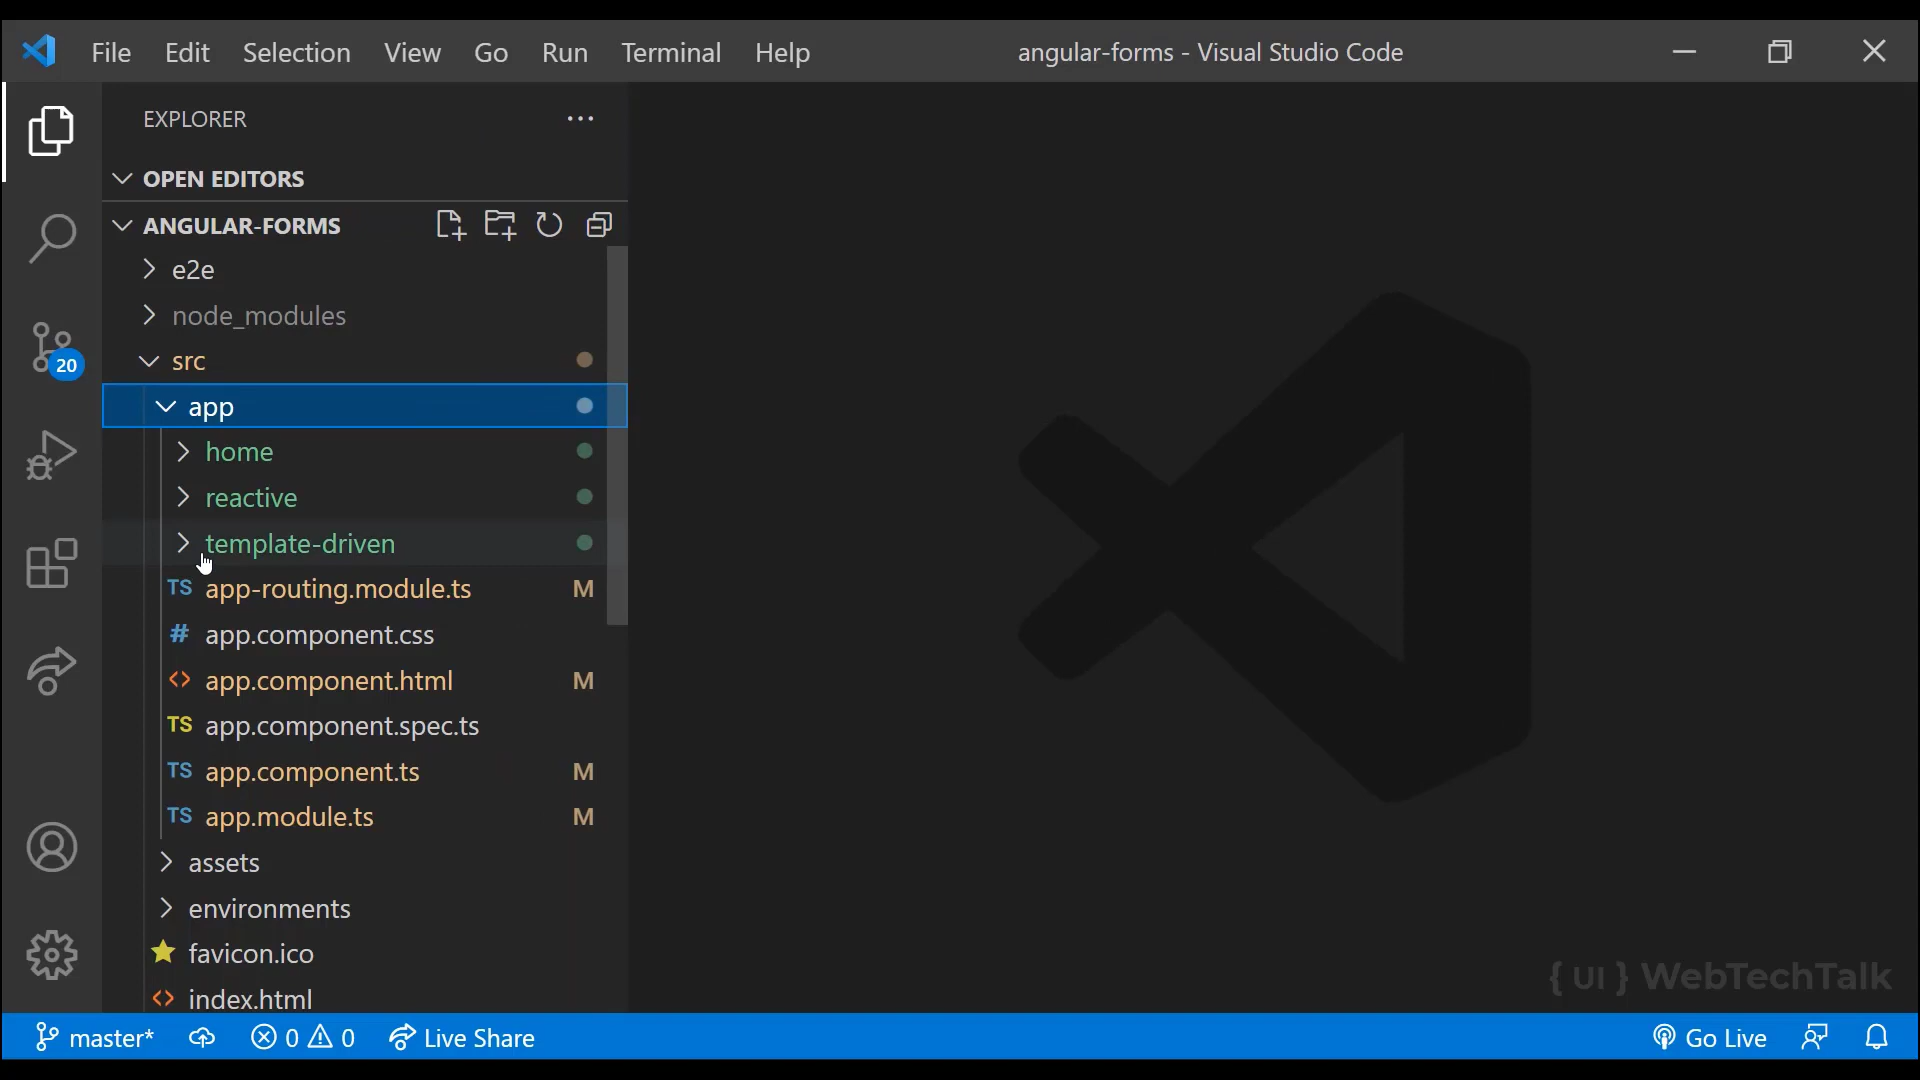 File Edit Selection View Go Run Terminal Help angular-forms - Visual Studio Code
EXPLORER
OPEN EDITORS
ANGULAR-FORMS
e2e
node_modules
src
app
home
reactive
template-driven
TS app-routing.module.ts M
# app.component.css
<> app.component.html M
TS app.component.spec.ts
TS app.component.ts M
TS app.module.ts M
assets
environments
favicon.ico
<> index.html
20
{ UI } WebTechTalk
master* 0 0 Live Share Go Live